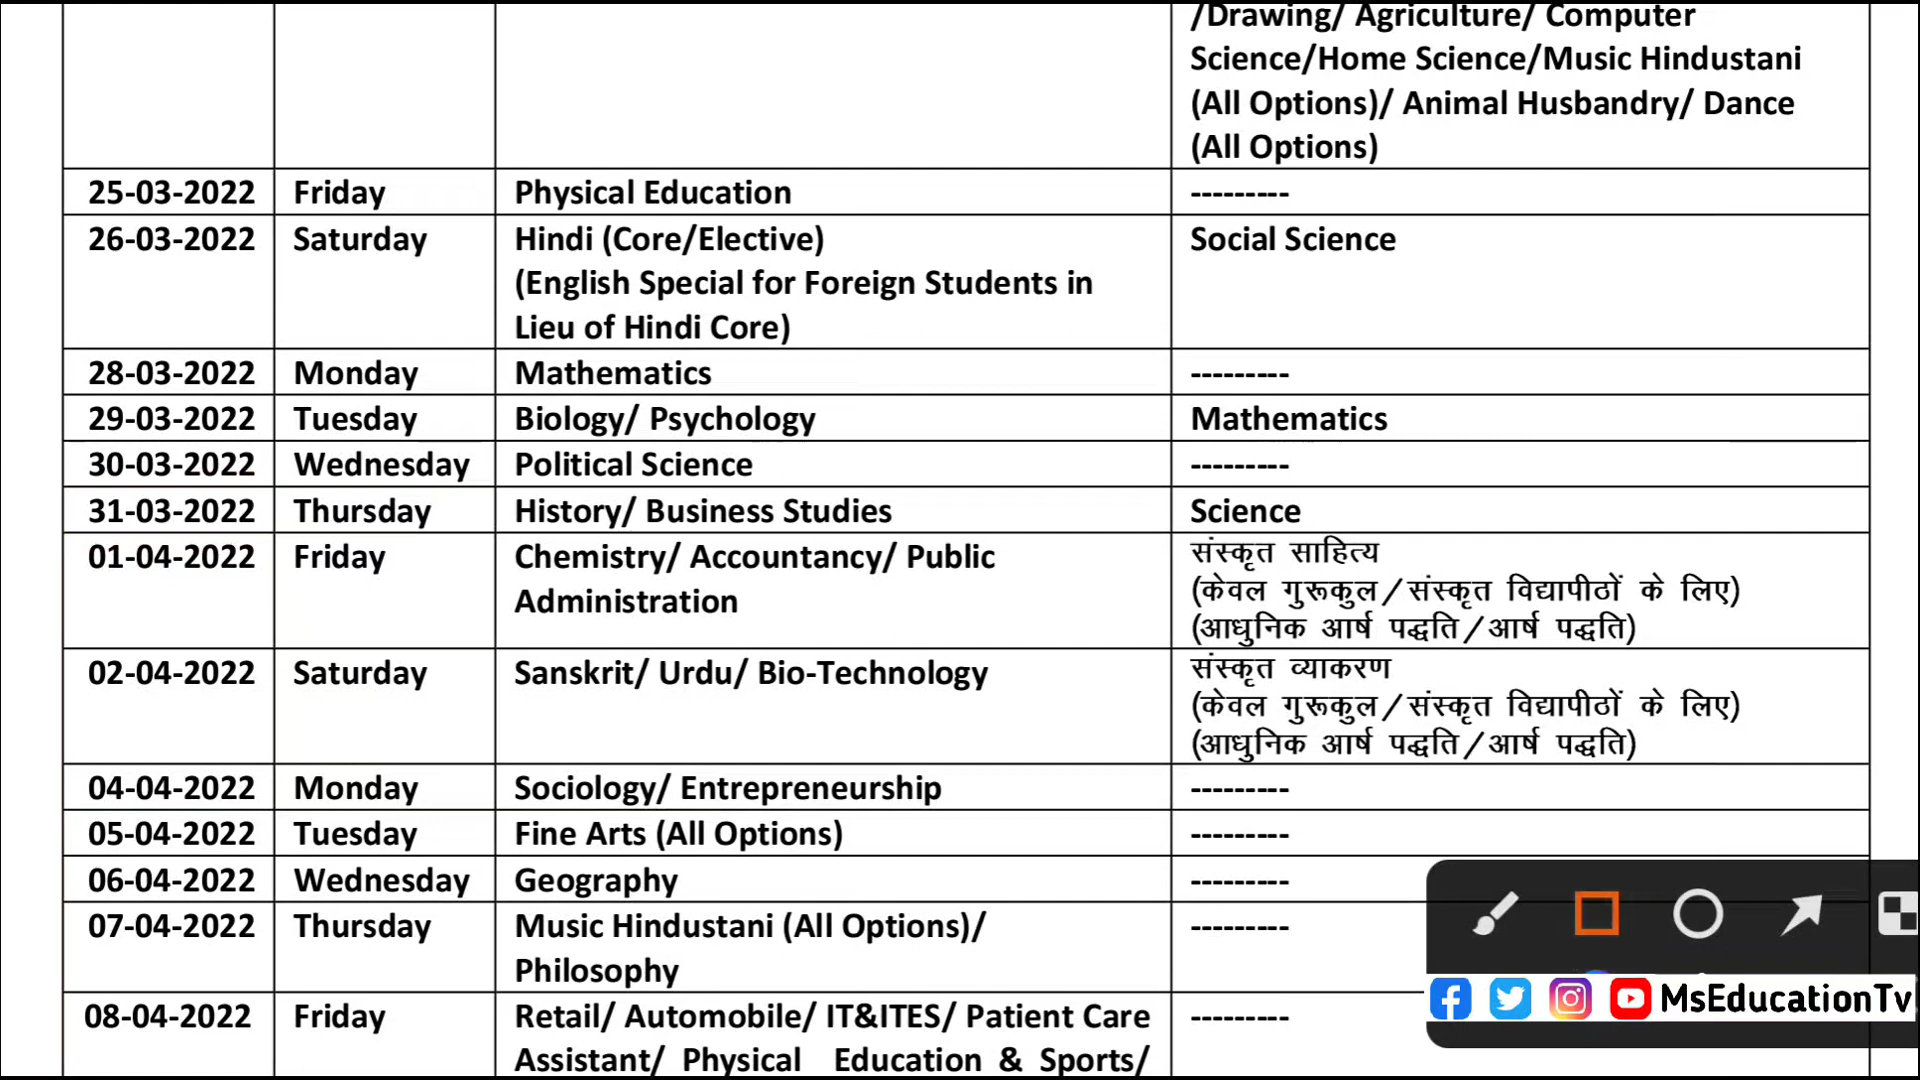 /Drawing/ Agriculture/ Computer
Science/Home Science/Music Hindustani
(All Options)/ Animal Husbandry/ Dance
(All Options)
25-03-2022 Friday Physical Education ---------
26-03-2022 Saturday Hindi (Core/Elective) Social Science
(English Special for Foreign Students in
Lieu of Hindi Core)
28-03-2022 Monday Mathematics ---------
29-03-2022 Tuesday Biology/ Psychology Mathematics
30-03-2022 Wednesday Political Science ---------
31-03-2022 Thursday History/ Business Studies Science
01-04-2022 Friday Chemistry/ Accountancy/ Public
Administration
संस्कृत साहित्य
(केवल गुरूकुल/संस्कृत विद्यापीठों के लिए)
(आधुनिक आर्ष पद्धति/आर्ष पद्धति)
02-04-2022 Saturday Sanskrit/ Urdu/ Bio-Technology
संस्कृत व्याकरण
(केवल गुरूकुल/संस्कृत विद्यापीठों के लिए)
(आधुनिक आर्ष पद्धति/आर्ष पद्धति)
04-04-2022 Monday Sociology/ Entrepreneurship ---------
05-04-2022 Tuesday Fine Arts (All Options) ---------
06-04-2022 Wednesday Geography ---------
07-04-2022 Thursday Music Hindustani (All Options)/ ---------
Philosophy
08-04-2022 Friday Retail/ Automobile/ IT&ITES/ Patient Care ---------
Assistant/ Physical Education & Sports/
MsEducationTv